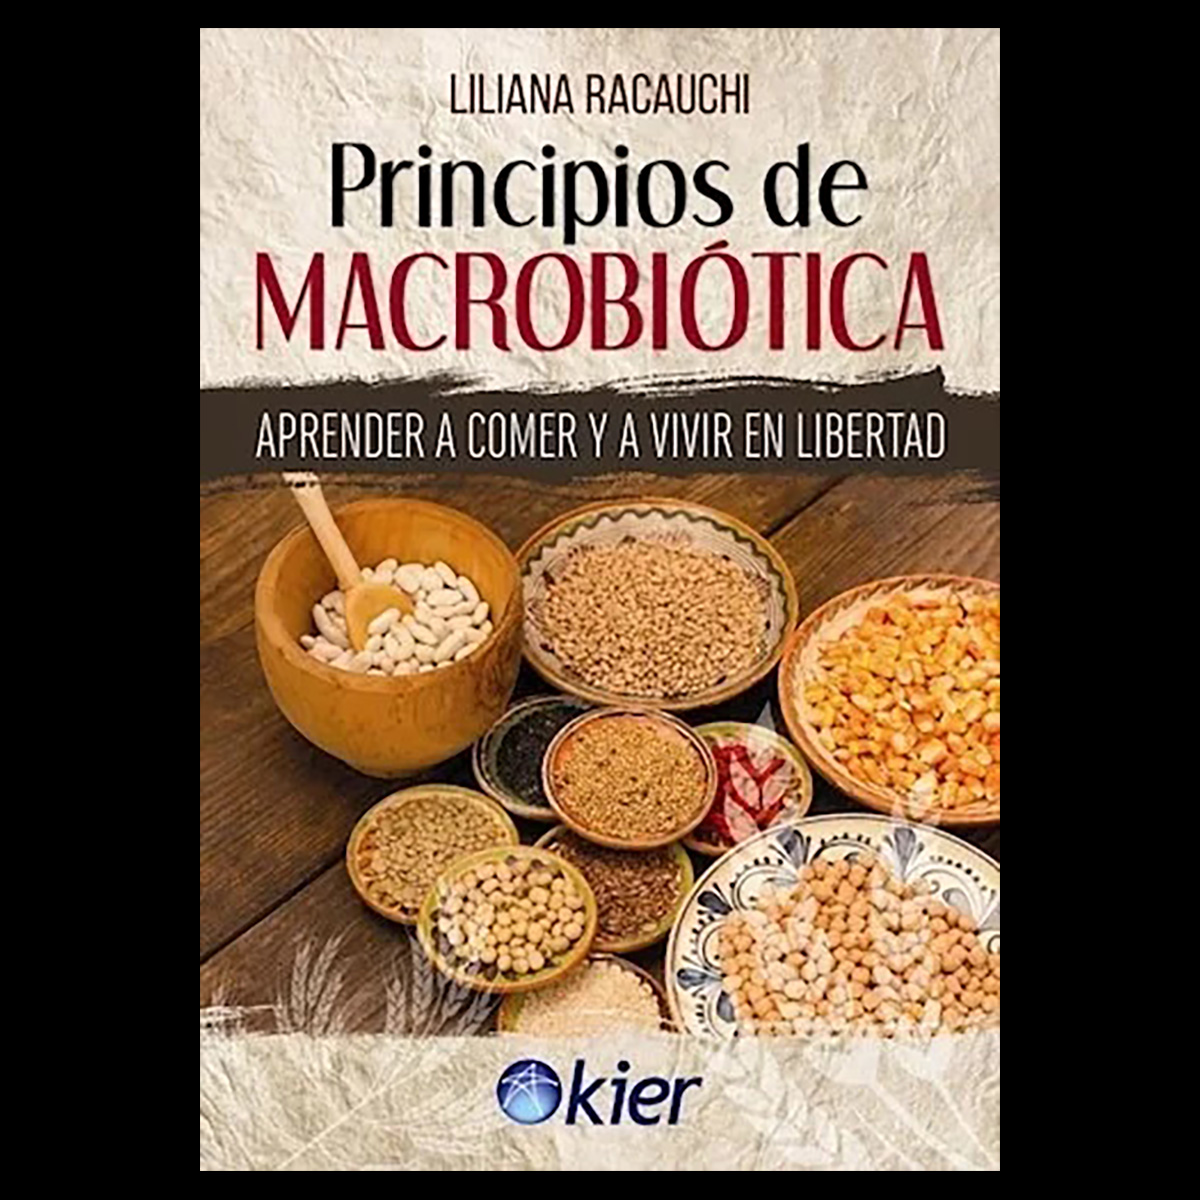 LILIANA RACAUCHI
Principios de
MACROBIÓTICA
APRENDER A COMER Y A VIVIR EN LIBERTAD
kier